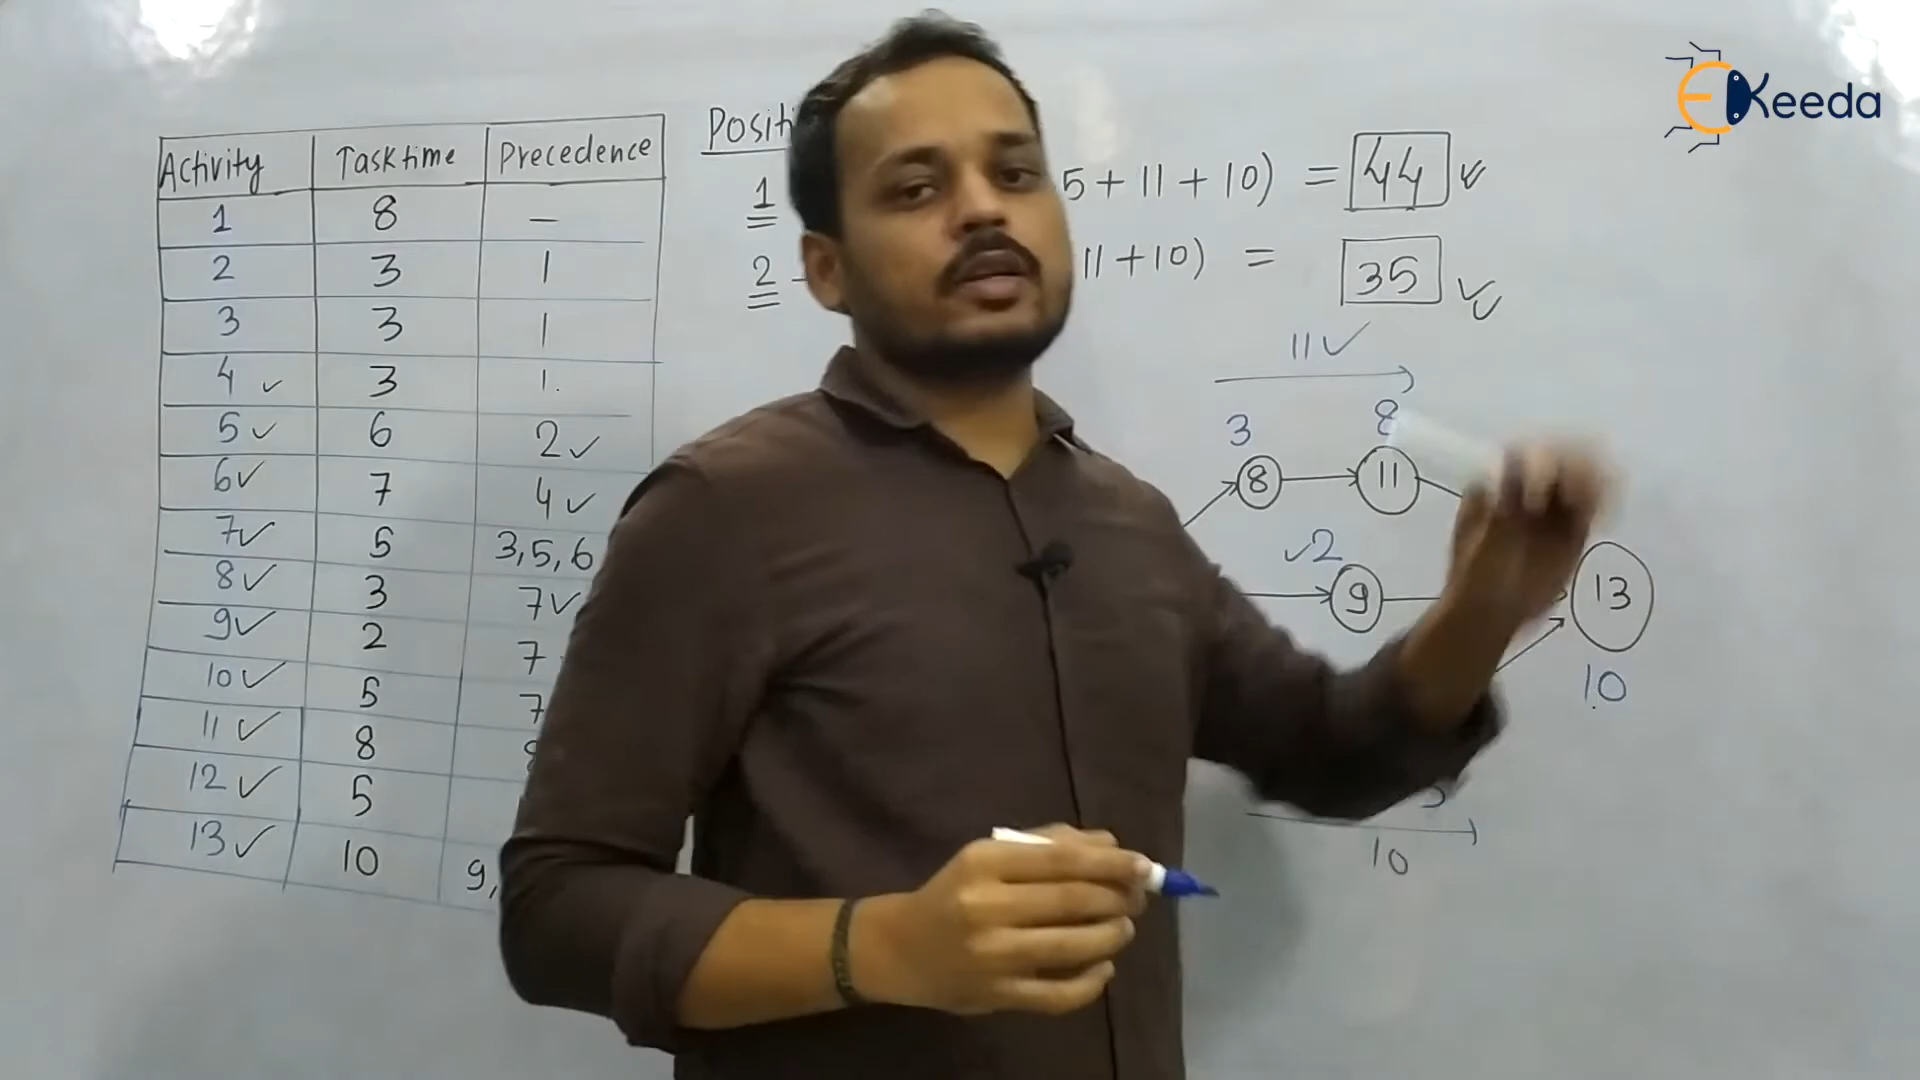 EKeeda
Activity Task time Precedence
1 8 –
2 3 1
3 3 1
4 ✓ 3 1.
5 ✓ 6 2 ✓
6 ✓ 7 4 ✓
7 ✓ 5 3,5,6
8 ✓ 3 7 ✓
9 ✓ 2 7
10 ✓ 5 7
11 ✓ 8
12 ✓ 5
13 ✓ 10 9,
1 5 + 11 + 10) = 44 ✓
2 – 11 + 10) = 35 ✓
11 ✓
3 8
8 11
✓2
9
13
10
10